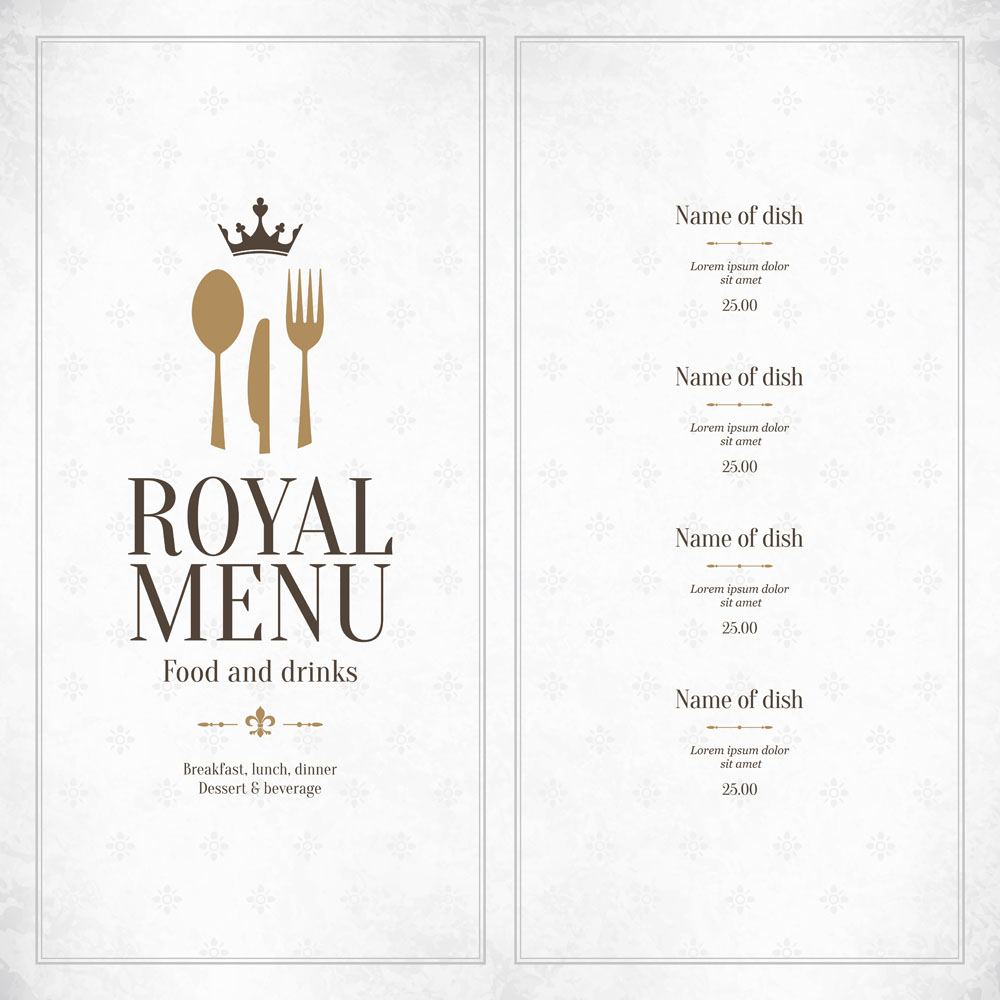 ROYAL
MENU
Food and drinks
Breakfast, lunch, dinner
Dessert & beverage
Name of dish
Lorem ipsum dolor
sit amet
25.00
Name of dish
Lorem ipsum dolor
sit amet
25.00
Name of dish
Lorem ipsum dolor
sit amet
25.00
Name of dish
Lorem ipsum dolor
sit amet
25.00